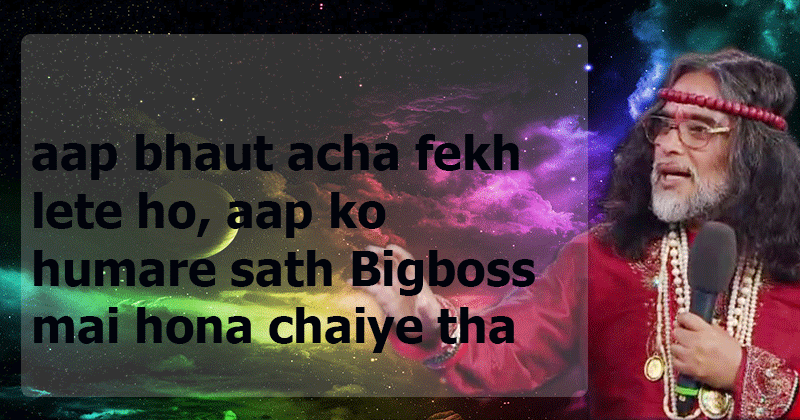 aap bhaut acha fekh
lete ho, aap ko
humare sath Bigboss
mai hona chaiye tha